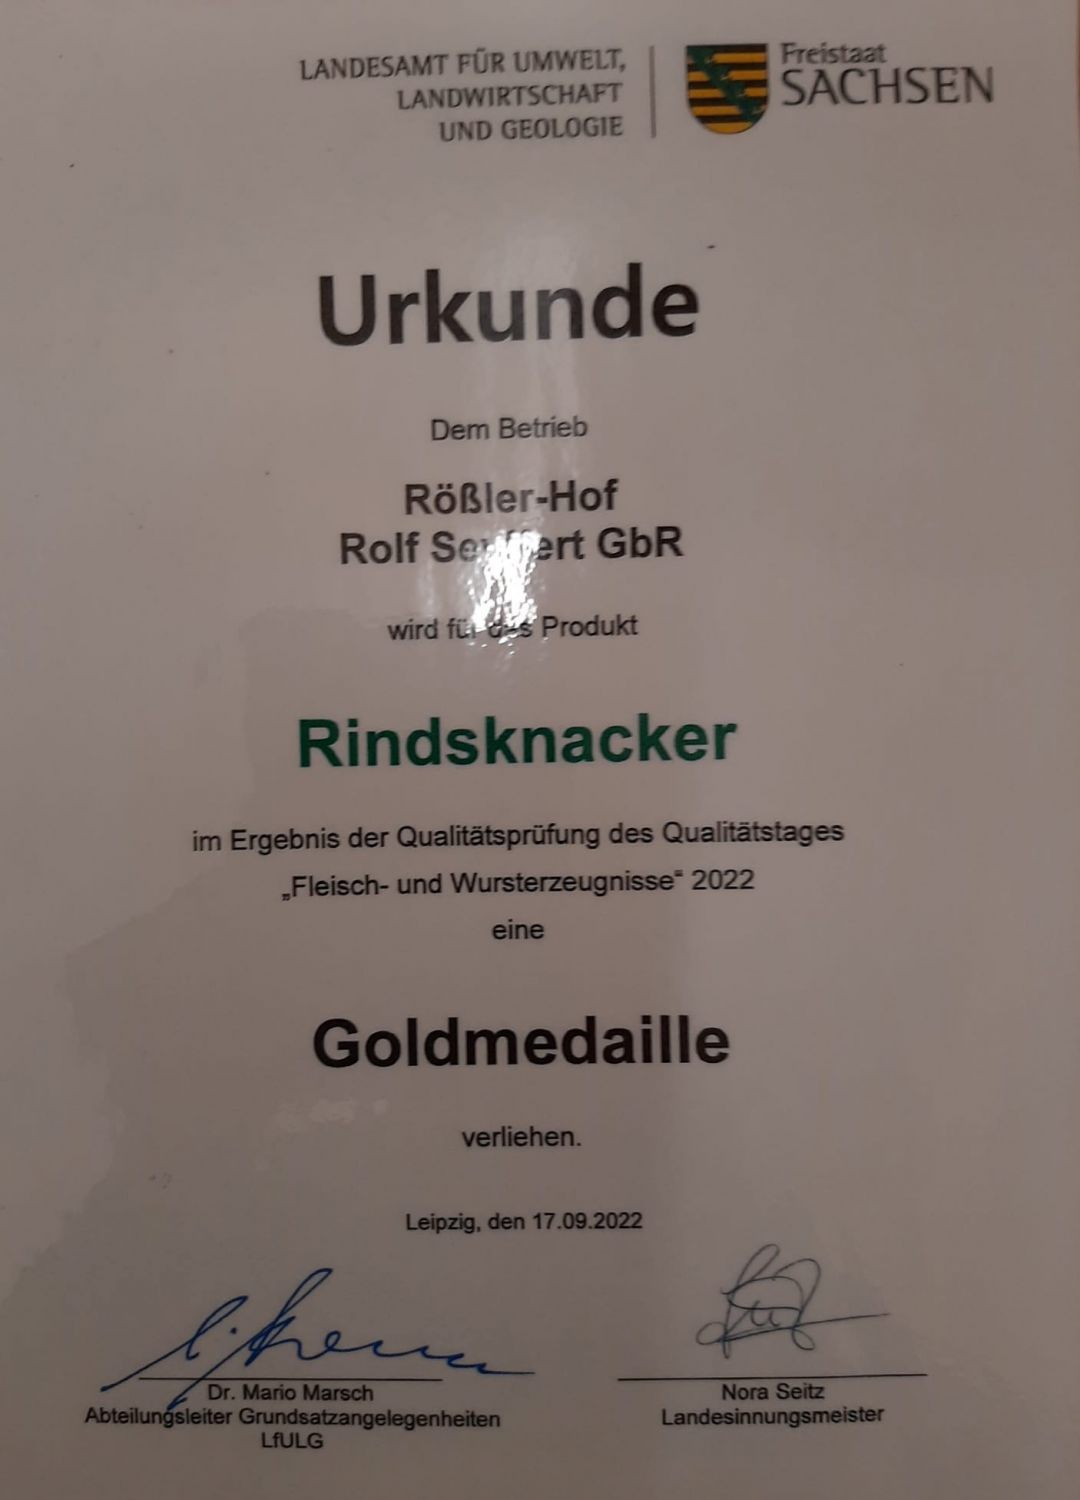 LANDESAMT FÜR UMWELT,
LANDWIRTSCHAFT
UND GEOLOGIE
Freistaat
SACHSEN
Urkunde
Dem Betrieb
Rößler-Hof
Rolf GbR
wird Produkt
Rindsknacker
im Ergebnis der Qualitätsprüfung des Qualitätstages
„Fleisch- und Wursterzeugnisse“ 2022
eine
Goldmedaille
verliehen.
Leipzig, den 17.09.2022
Dr. Mario Marsch
Abteilungsleiter Grundsatzangelegenheiten
LfULG
Nora Seitz
Landesinnungsmeister